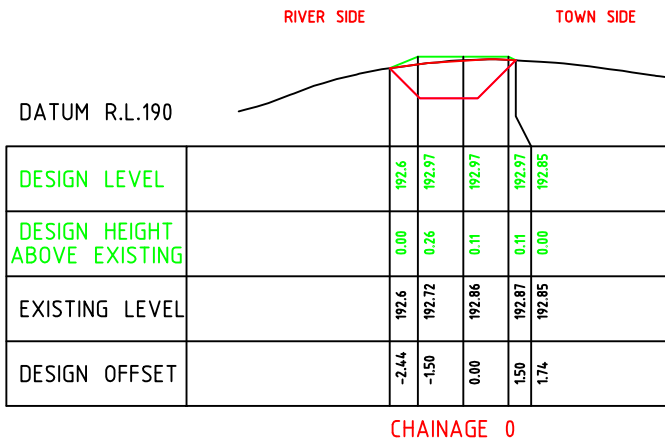 RIVER SIDE TOWN SIDE
DATUM R.L.190
DESIGN LEVEL 192.6 192.97 192.97 192.97 192.85
DESIGN HEIGHT
ABOVE EXISTING 0.00 0.26 0.11 0.11 0.00
EXISTING LEVEL 192.6 192.72 192.86 192.87 192.85
DESIGN OFFSET -2.44 -1.50 0.00 1.50 1.74
CHAINAGE 0